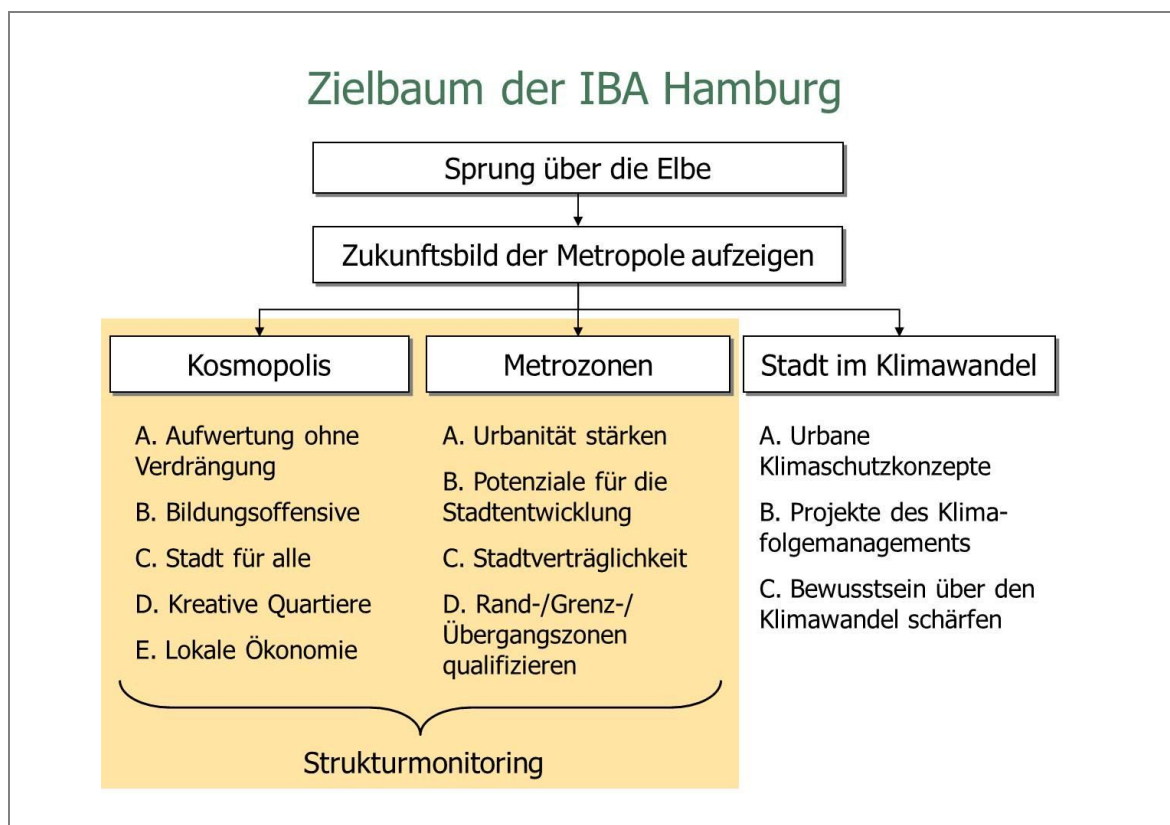 Zielbaum der IBA Hamburg
Sprung über die Elbe
Zukunftsbild der Metropole aufzeigen
Kosmopolis
A. Aufwertung ohne
Verdrängung
B. Bildungsoffensive
C. Stadt für alle
D. Kreative Quartiere
E. Lokale Ökonomie
Metrozonen
A. Urbanität stärken
B. Potenziale für die
Stadtentwicklung
C. Stadtverträglichkeit
D. Rand-/Grenz-/
Übergangszonen
qualifizieren
Strukturmonitoring
Stadt im Klimawandel
A. Urbane
Klimaschutzkonzepte
B. Projekte des Klima-
folgemanagements
C. Bewusstsein über den
Klimawandel schärfen